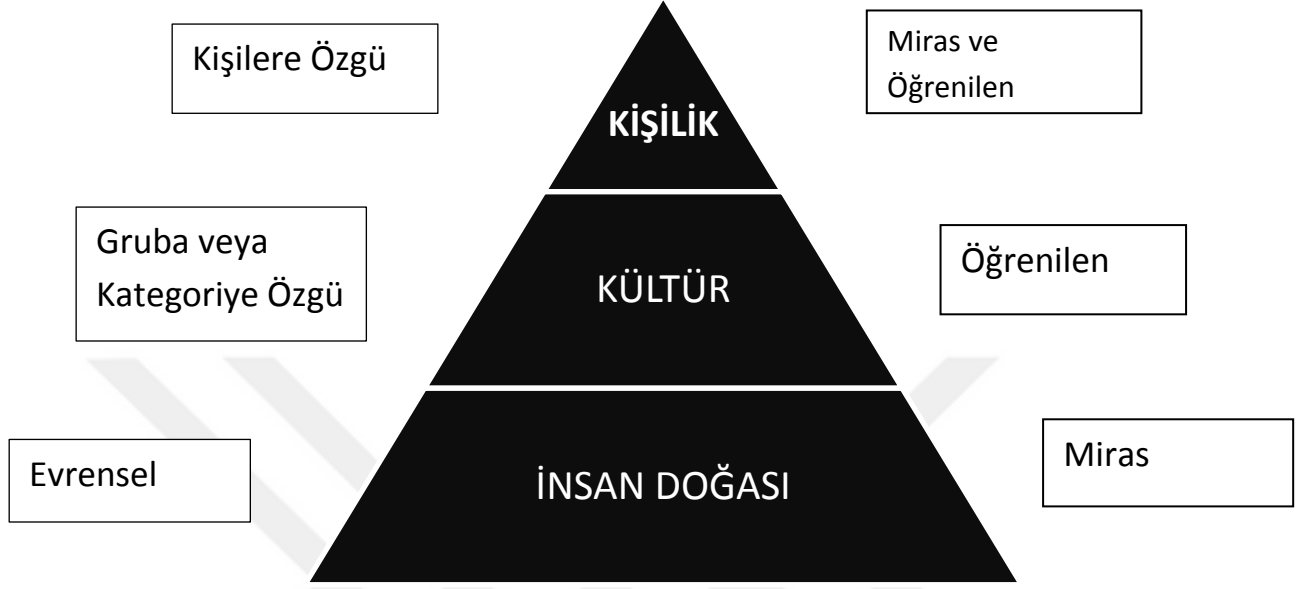 Kişilere Özgü
KİŞİLİK
Miras ve
Öğrenilen
Gruba veya
Kategoriye Özgü
KÜLTÜR
Öğrenilen
Evrensel
İNSAN DOĞASI
Miras